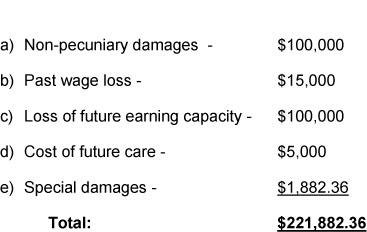 a) Non-pecuniary damages - $100,000
b) Past wage loss - $15,000
c) Loss of future earning capacity - $100,000
d) Cost of future care - $5,000
e) Special damages - $1,882.36
Total: $221,882.36